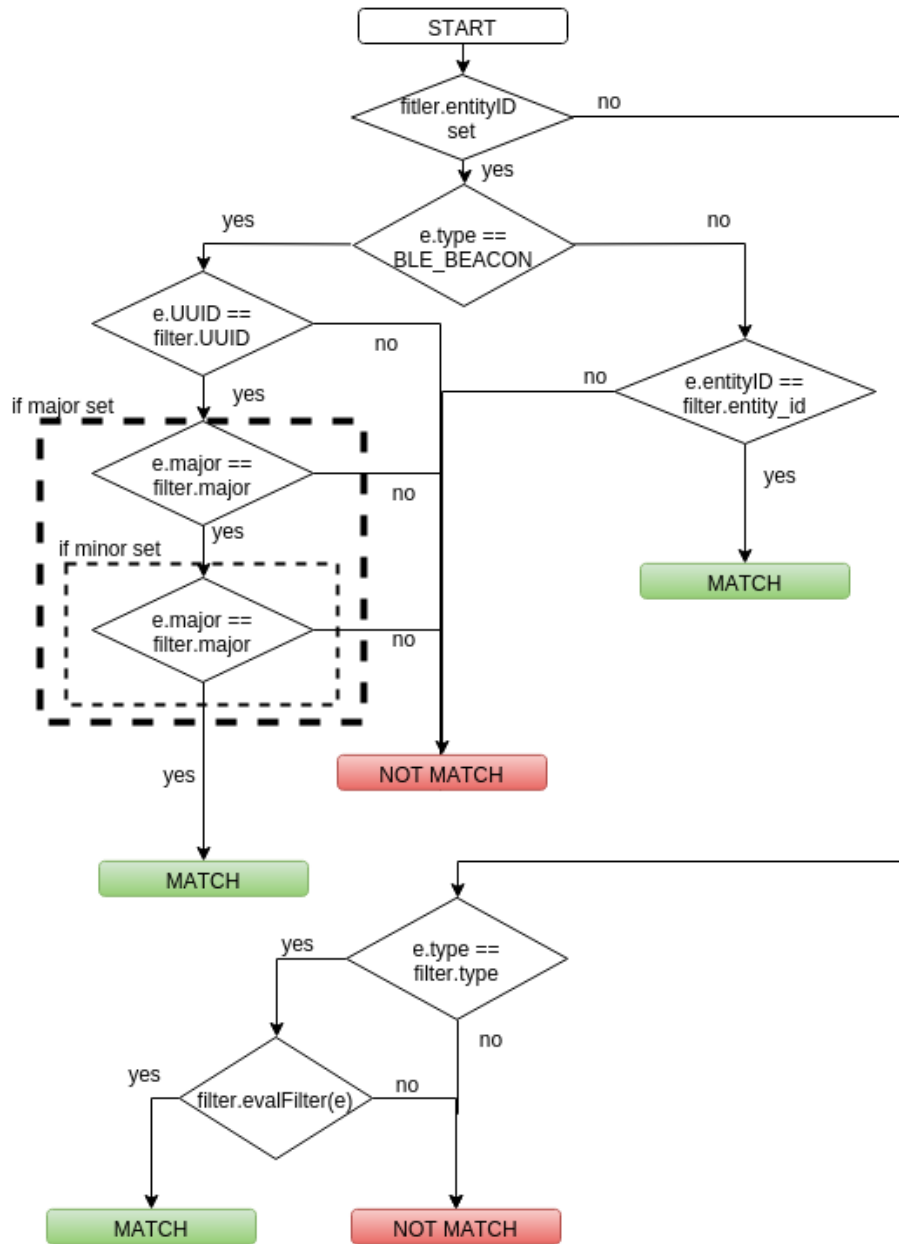 START
fitler.entityID
set
no
yes
yes
e.type ==
BLE_BEACON
no
e.UUID ==
filter.UUID
no
yes
no
e.entityID ==
filter.entity_id
yes
if major set
e.major ==
filter.major
no
yes
if minor set
e.major ==
filter.major
no
MATCH
yes
NOT MATCH
MATCH
yes
e.type ==
filter.type
no
yes
filter.evalFilter(e)
no
MATCH
NOT MATCH